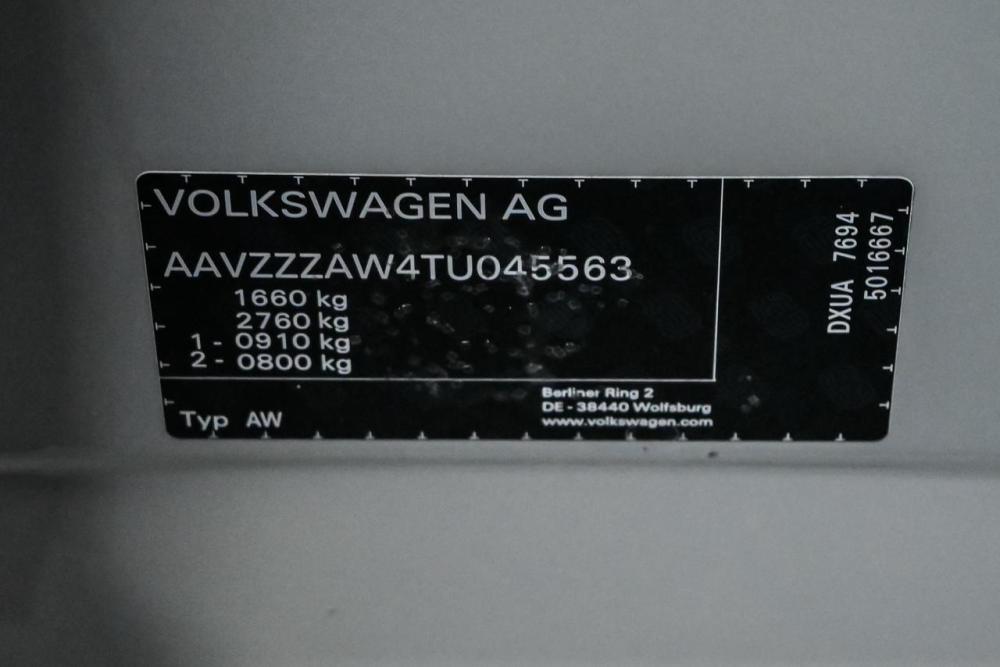 VOLKSWAGEN AG
AAVZZZAW4TU045563
1660 kg
2760 kg
1 - 0910 kg
2 - 0800 kg
Typ AW
Berliner Ring 2
DE - 38440 Wolfsburg
www.volkswagen.com
DXUA 7694
5016667